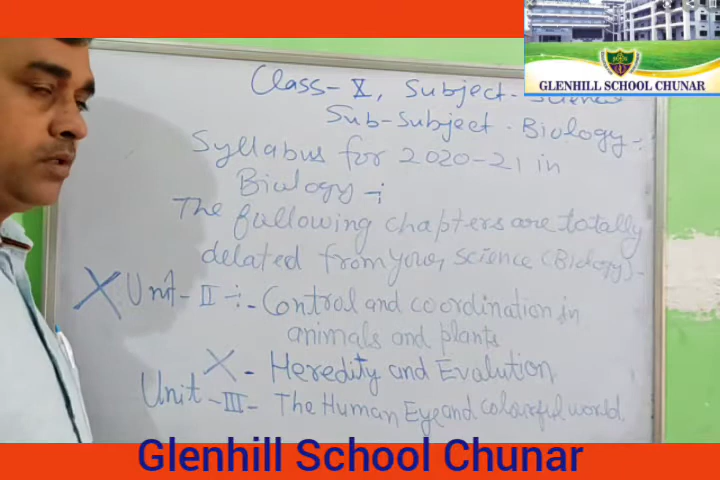 GLENHILL SCHOOL CHUNAR
Class - X, Subject - Science
Sub-Subject . Biology :
Syllabus for 2020-21 in
Biology :-
The following chapters are totally
delated from your science (Biology) -
X Unit - II ÷ - Control and coordination in
animals and plants
X - Heredity and Evalution
Unit - III - The Human Eye and colourful world.
Glenhill School Chunar